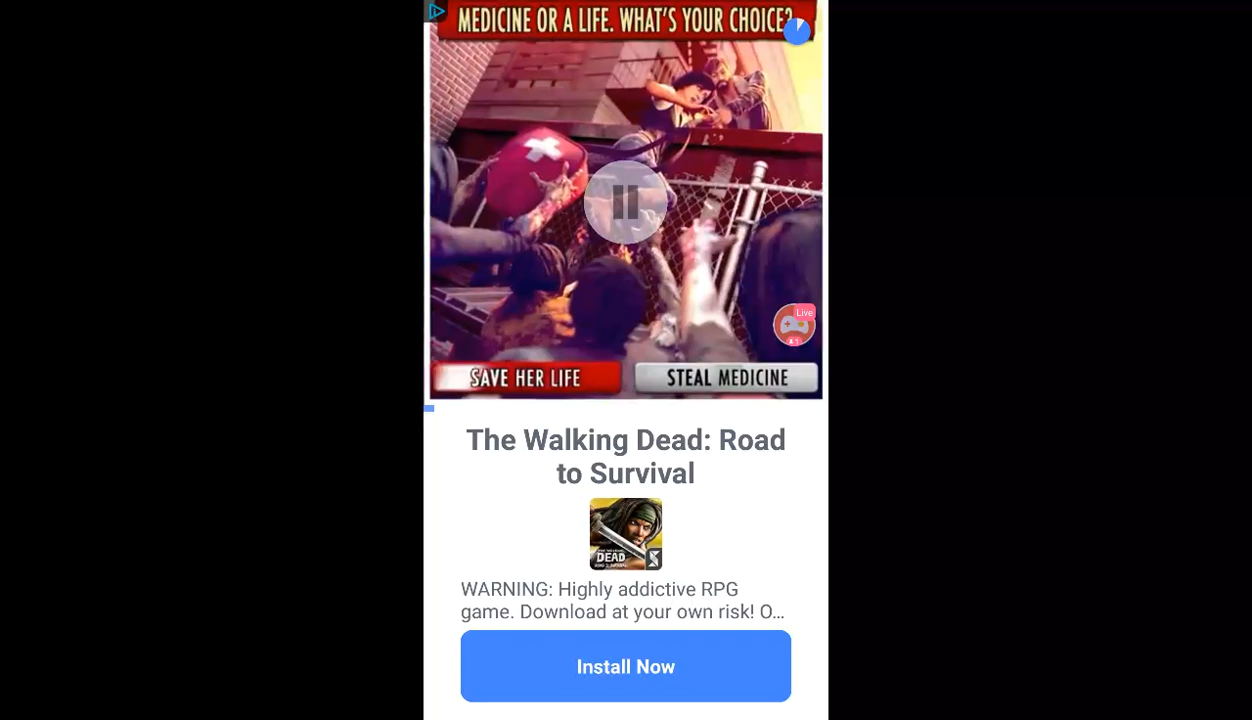 MEDICINE OR A LIFE. WHAT'S YOUR CHOICE?
Live
SAVE HER LIFE
STEAL MEDICINE
The Walking Dead: Road
to Survival
DEAD
WARNING: Highly addictive RPG
game. Download at your own risk! O...
Install Now